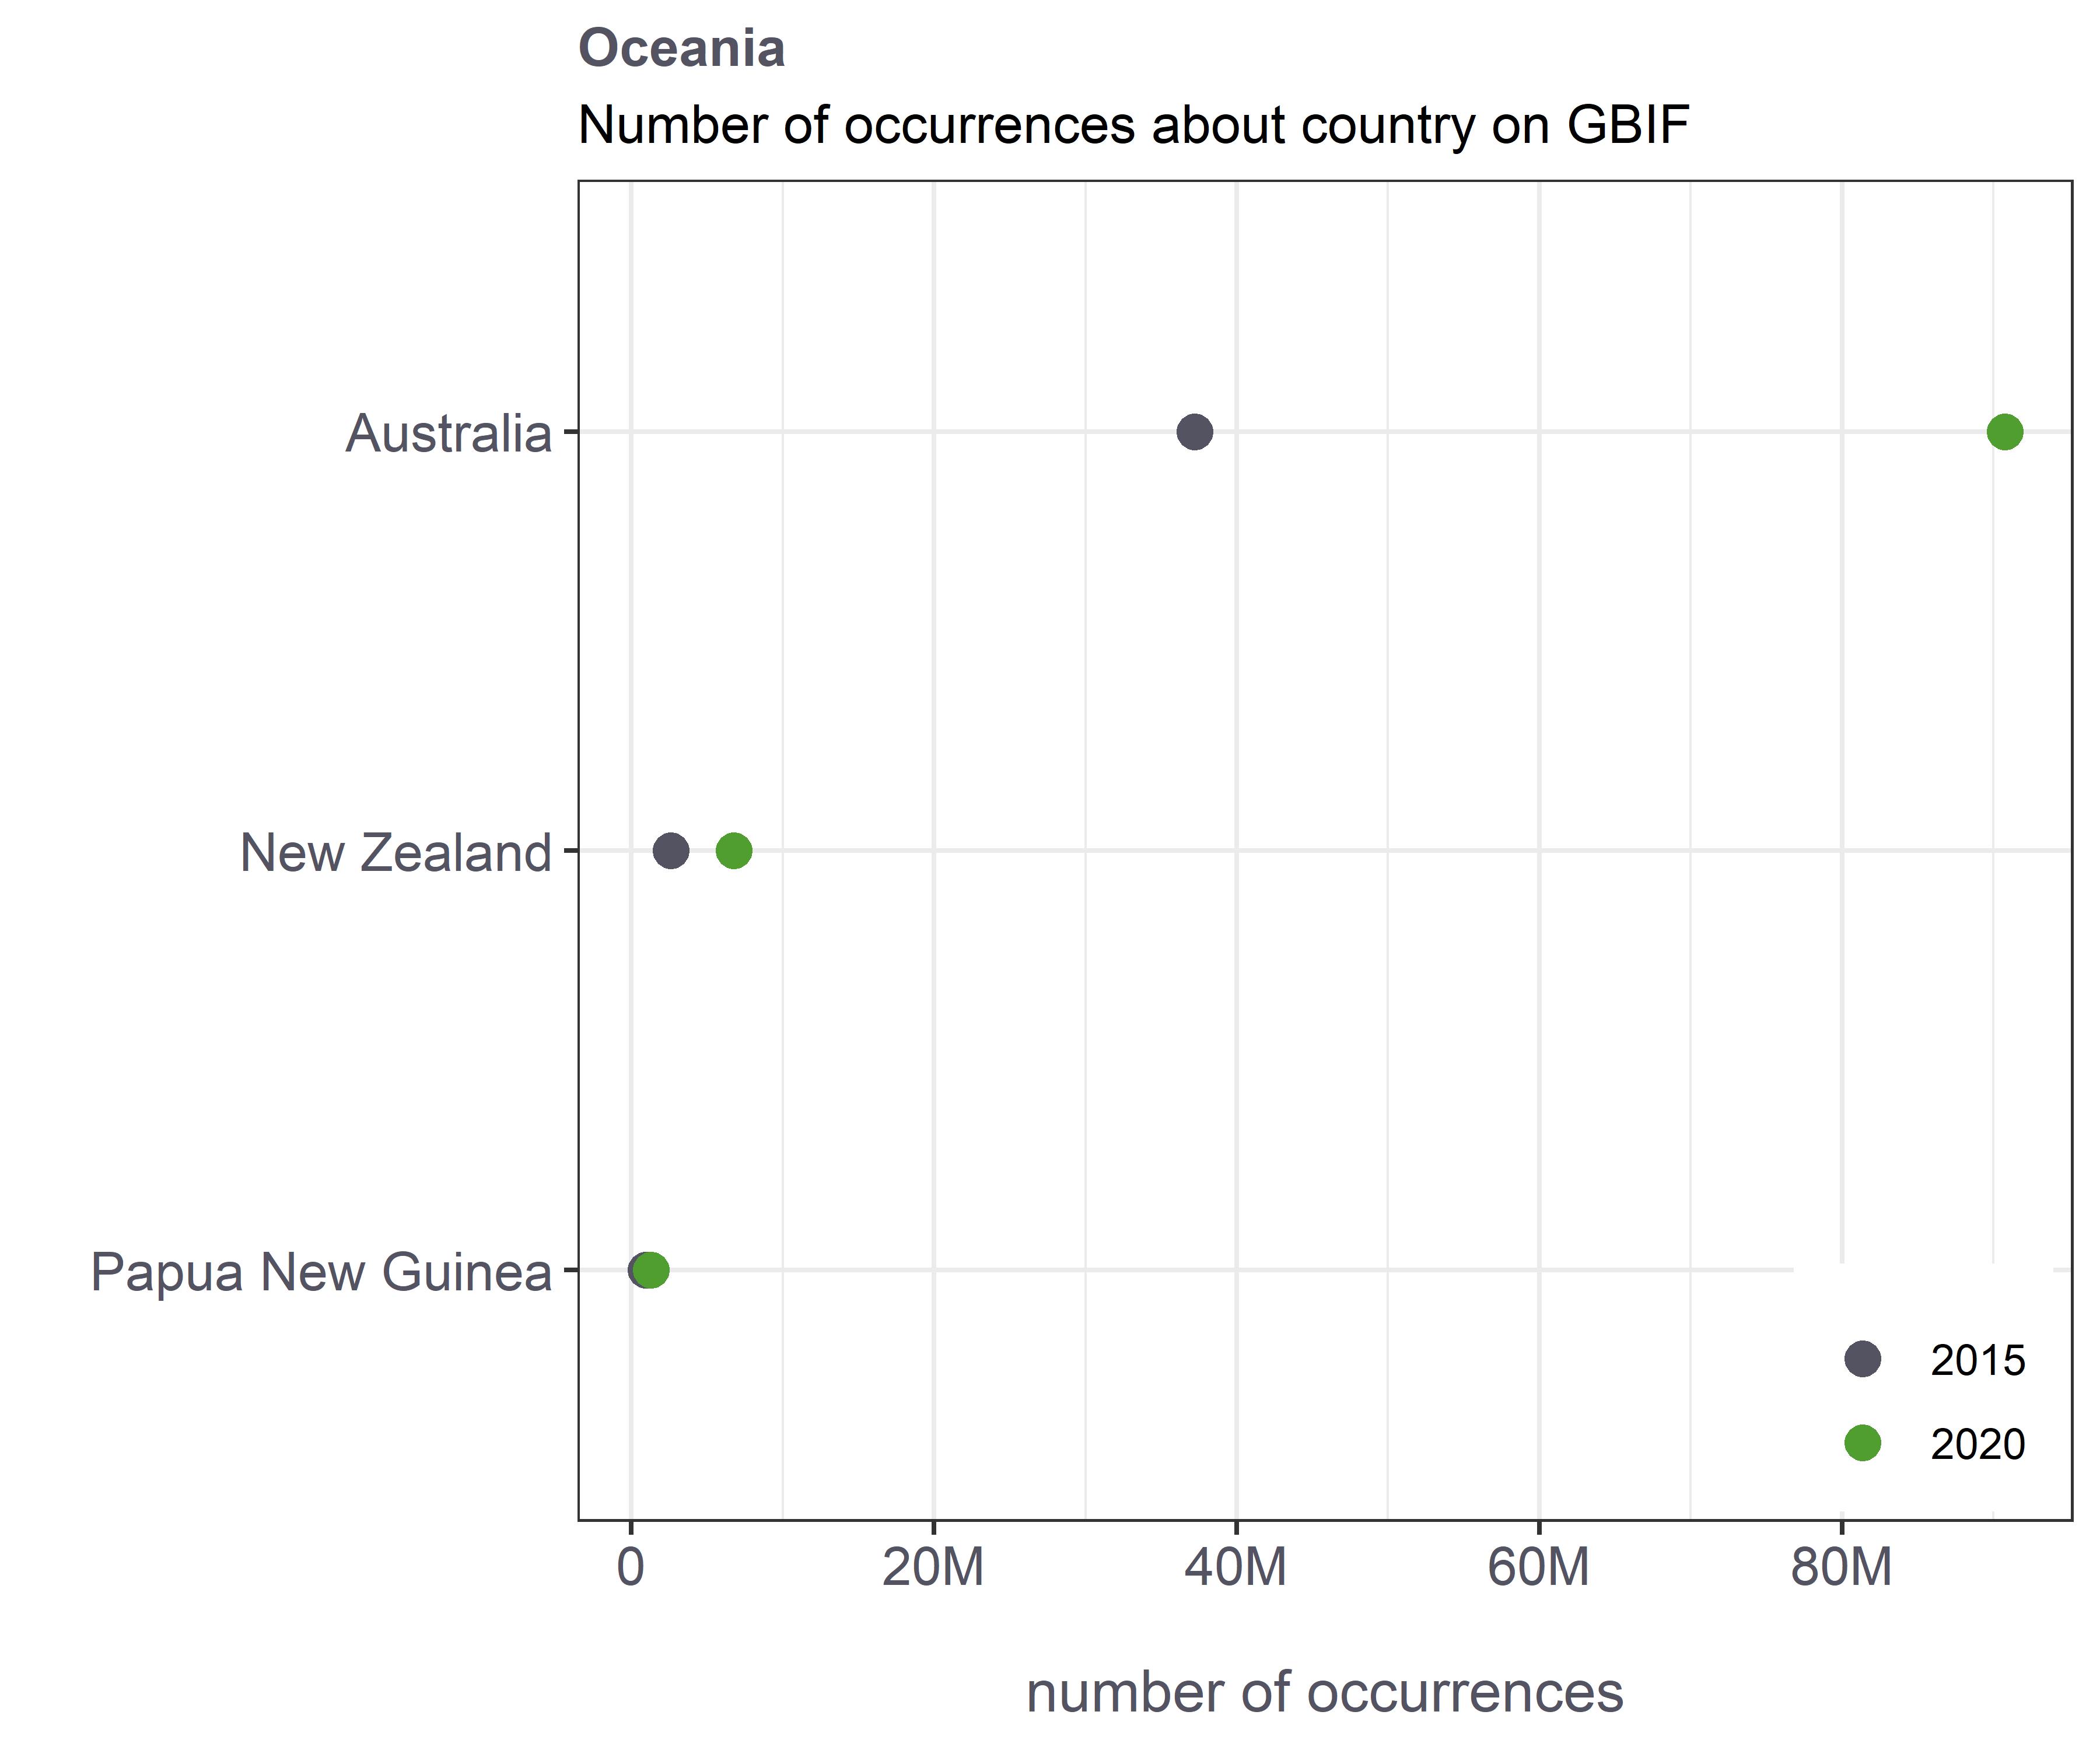 Oceania
Number of occurrences about country on GBIF
Australia
New Zealand
Papua New Guinea
2015
2020
0 20M 40M 60M 80M
number of occurrences